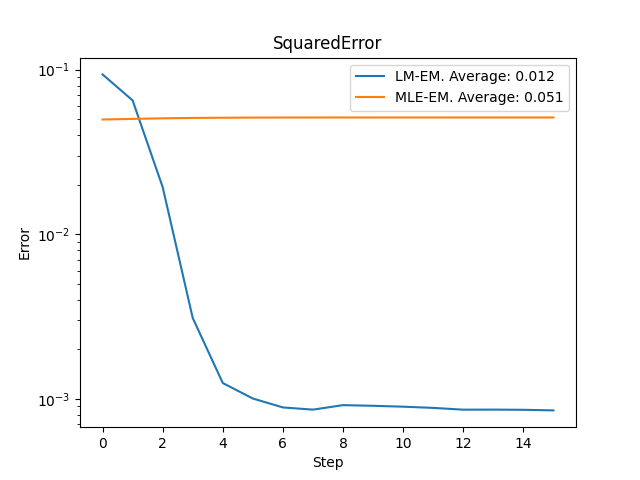 SquaredError
LM-EM. Average: 0.012
MLE-EM. Average: 0.051
10⁻¹
10⁻²
10⁻³
Error
0 2 4 6 8 10 12 14
Step